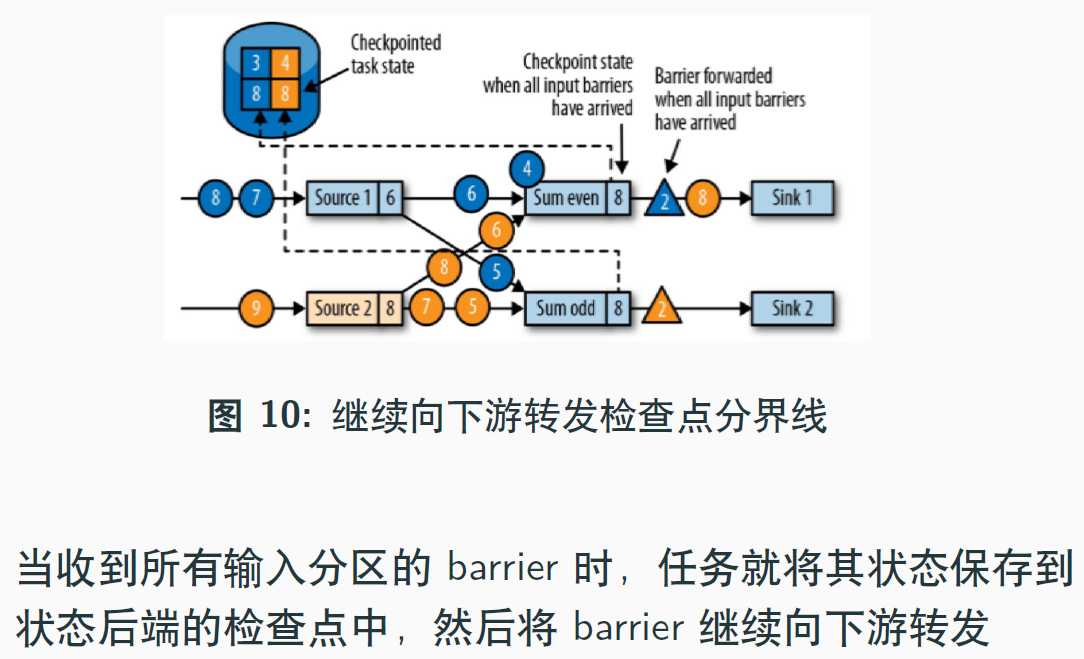 Checkpointed
task state
3 4
8 8
Checkpoint state
when all input barriers
have arrived
Barrier forwarded
when all input barriers
have arrived
4
8 7 Source 1 6 6 Sum even 8 2 8 Sink 1
6
8 5
9 Source 2 8 7 5 Sum odd 8 2 Sink 2
图 10: 继续向下游转发检查点分界线
当收到所有输入分区的 barrier 时，任务就将其状态保存到
状态后端的检查点中，然后将 barrier 继续向下游转发